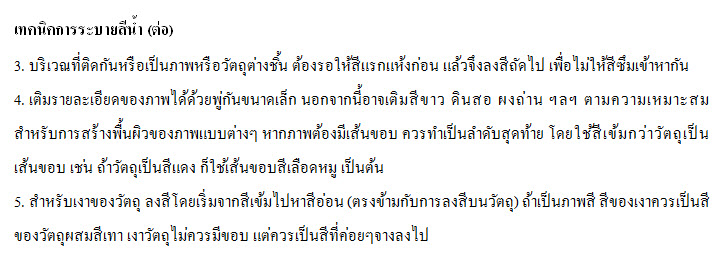 เทคนิคการระบายสีน้ำ (ต่อ)
3. บริเวณที่ติดกันหรือเป็นภาพหรือวัตถุต่างชิ้น ต้องรอให้สีแรกแห้งก่อน แล้วจึงลงสีถัดไป เพื่อไม่ให้สีซึมเข้าหากัน
4. เติมรายละเอียดของภาพได้ด้วยพู่กันขนาดเล็ก นอกจากนี้อาจเติมสีขาว ดินสอ ผงถ่าน ฯลฯ ตามความเหมาะสม
สำหรับการสร้างพื้นผิวของภาพแบบต่างๆ หากภาพต้องมีเส้นขอบ ควรทำเป็นลำดับสุดท้าย โดยใช้สีเข้มกว่าวัตถุเป็น
เส้นขอบ เช่น ถ้าวัตถุเป็นสีแดง ก็ใช้เส้นขอบสีเลือดหมู เป็นต้น
5. สำหรับเงาของวัตถุ ลงสีโดยเริ่มจากสีเข้มไปหาสีอ่อน (ตรงข้ามกับการลงสีบนวัตถุ) ถ้าเป็นภาพสี สีของเงาควรเป็นสี
ของวัตถุผสมสีเทา เงาวัตถุไม่ควรมีขอบ แต่ควรเป็นสีที่ค่อยๆจางลงไป